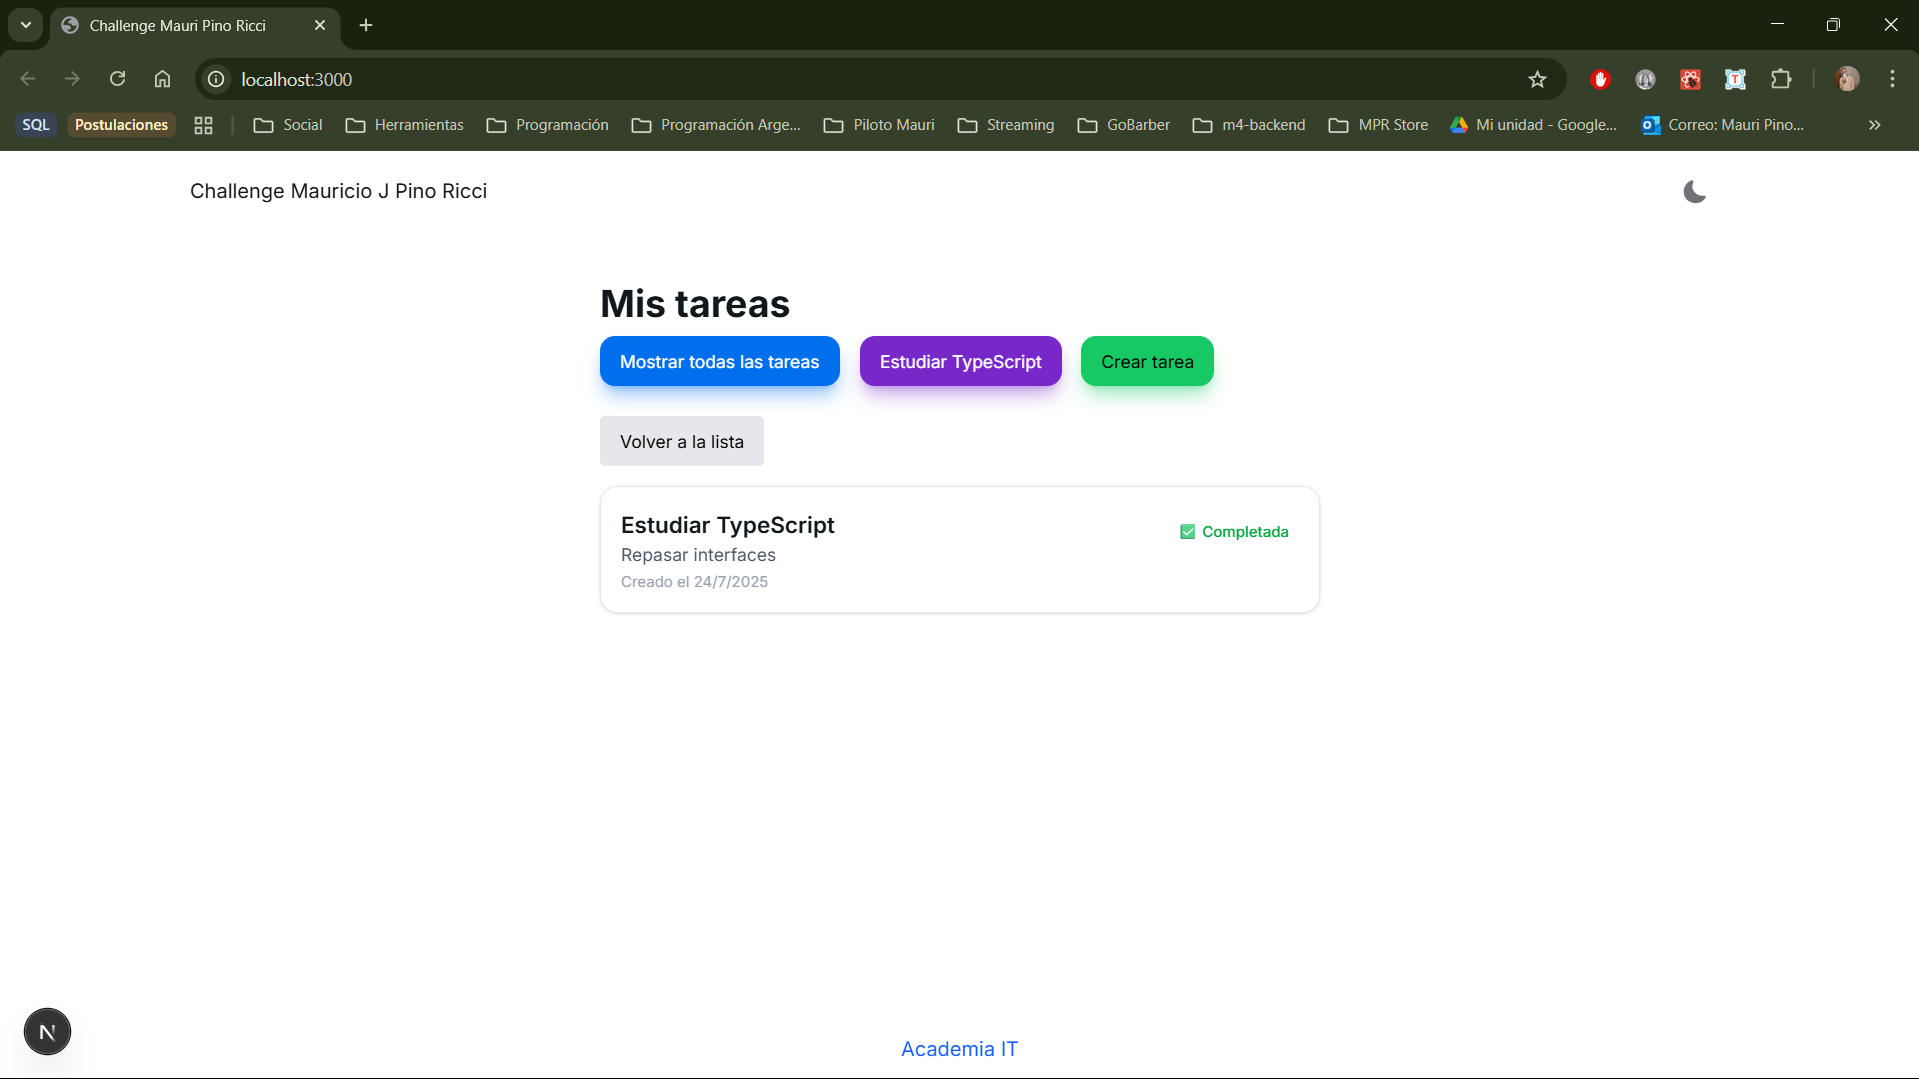 Challenge Mauri Pino Ricci
localhost:3000
SQL Postulaciones Social Herramientas Programación Programación Arge... Piloto Mauri Streaming GoBarber m4-backend MPR Store Mi unidad - Google... Correo: Mauri Pino...
Challenge Mauricio J Pino Ricci
Mis tareas
Mostrar todas las tareas Estudiar TypeScript Crear tarea
Volver a la lista
Estudiar TypeScript
Completada
Repasar interfaces
Creado el 24/7/2025
N
Academia IT